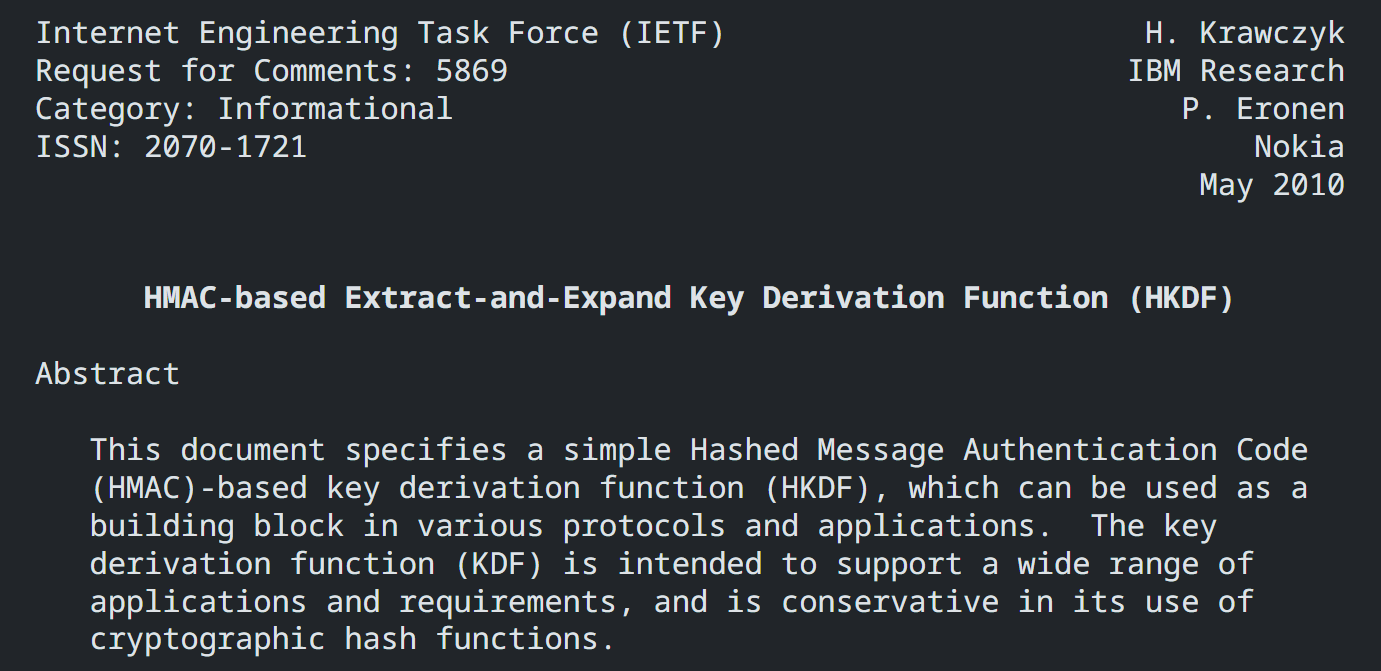 Internet Engineering Task Force (IETF) H. Krawczyk
Request for Comments: 5869 IBM Research
Category: Informational P. Eronen
ISSN: 2070-1721 Nokia
May 2010
HMAC-based Extract-and-Expand Key Derivation Function (HKDF)
Abstract
This document specifies a simple Hashed Message Authentication Code
(HMAC)-based key derivation function (HKDF), which can be used as a
building block in various protocols and applications.  The key
derivation function (KDF) is intended to support a wide range of
applications and requirements, and is conservative in its use of
cryptographic hash functions.